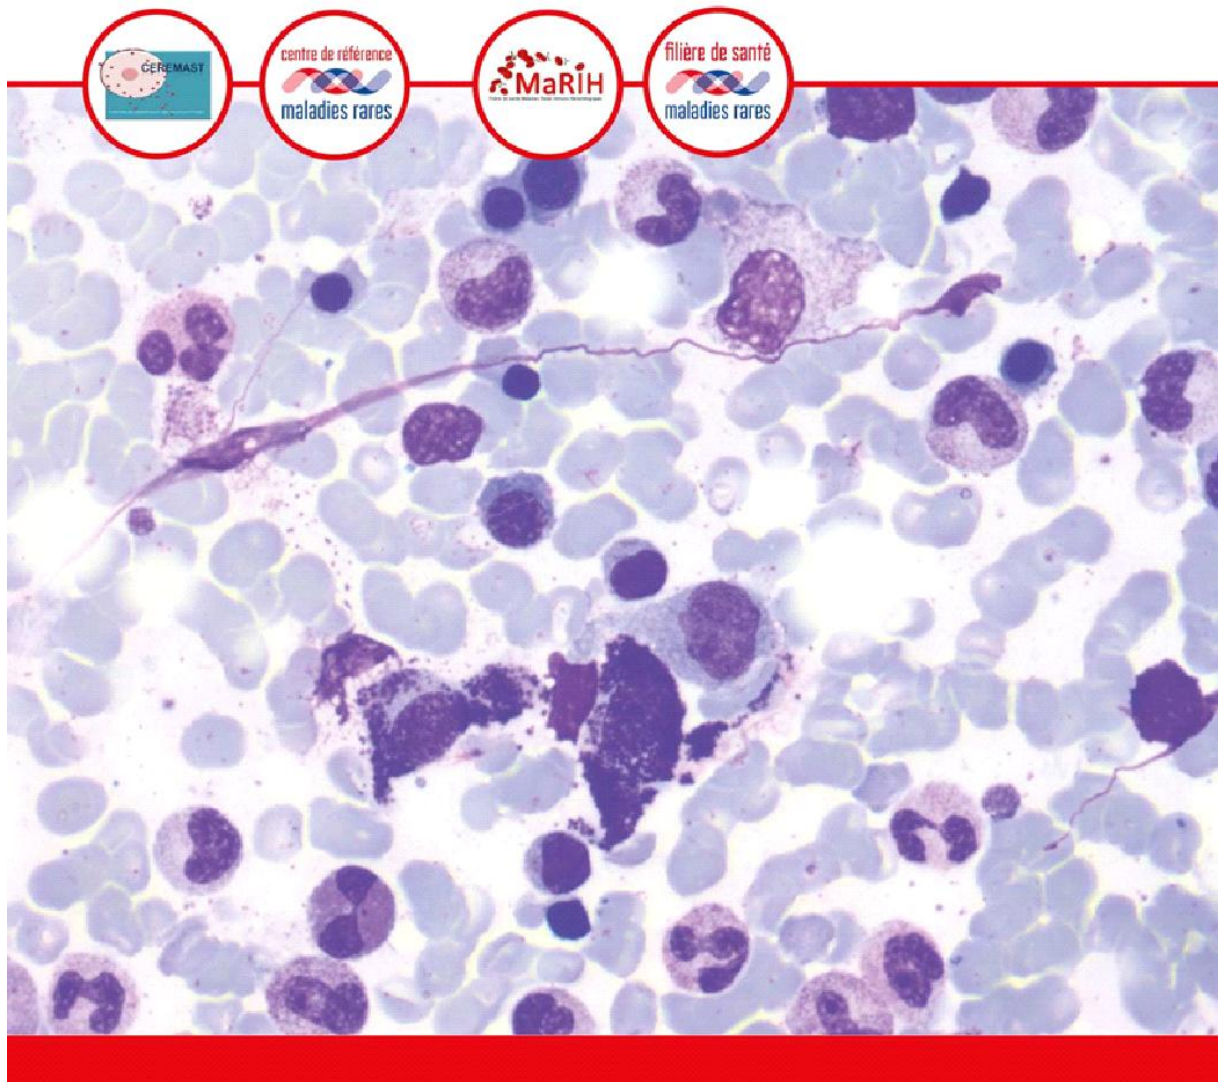 CEREMAST
centre de référence
maladies rares
MaRIH
filière de santé
maladies rares